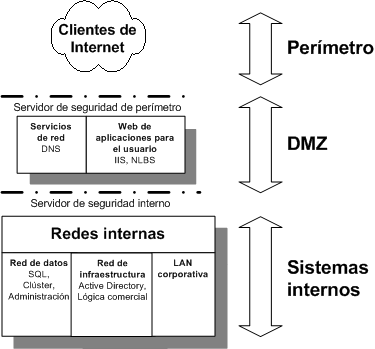 Clientes de
Internet
Perímetro
Servidor de seguridad de perímetro
Servicios
de red
DNS
Web de
aplicaciones para
el usuario
IIS, NLBS
DMZ
Servidor de seguridad interno
Redes internas
Red de datos
SQL,
Clúster,
Administración
Red de
infraestructura
Active Directory,
Lógica comercial
LAN
corporativa
Sistemas
internos